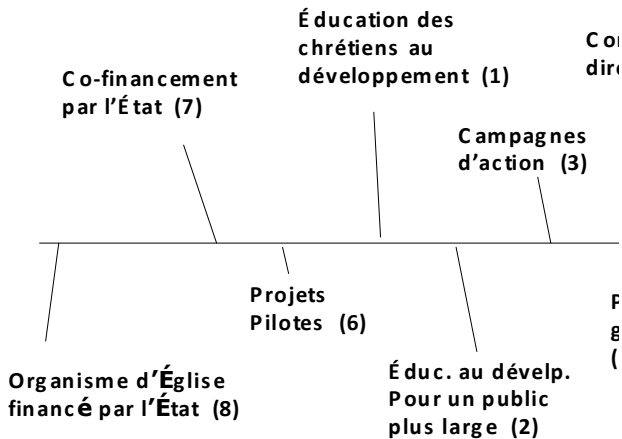 Éducation des
chrétiens au
développement (1)
Co-financement
par l'État (7)
Campagnes
d'action (3)
Projets
Pilotes (6)
Organisme d'Église
financé par l'État (8)
Éduc. au dévelp.
Pour un public
plus large (2)